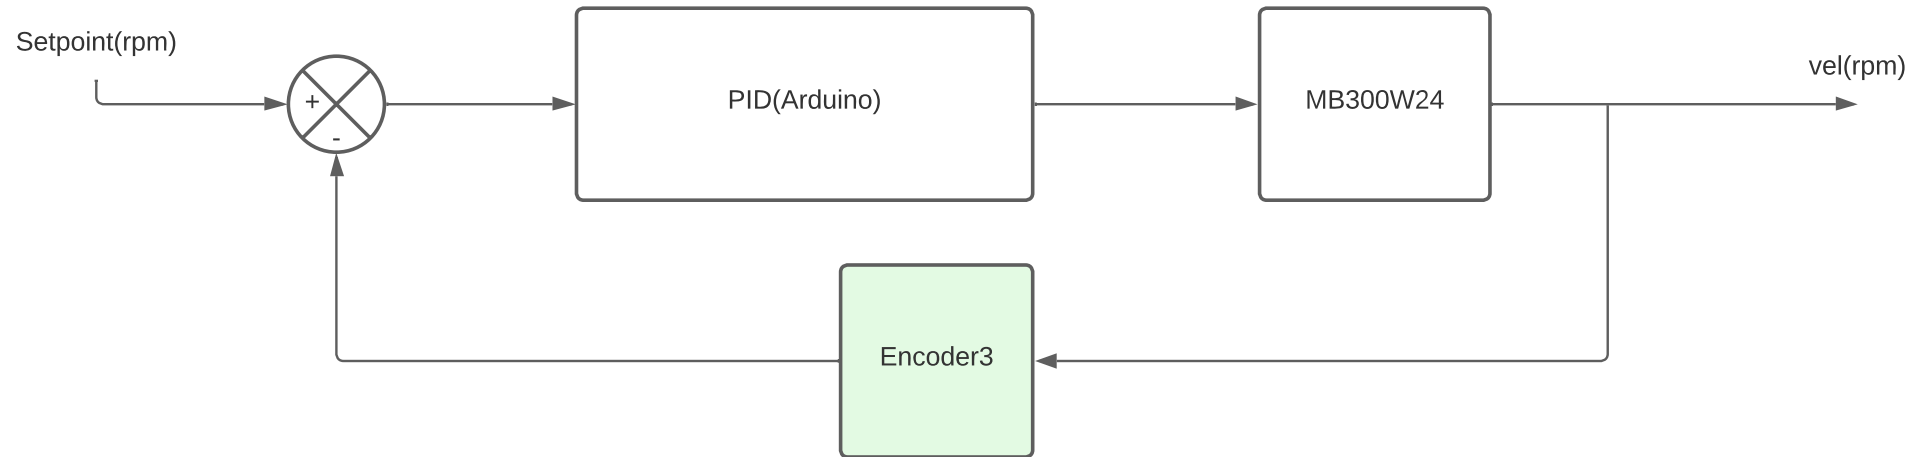 Setpoint(rpm)
+
-
PID(Arduino)
MB300W24
vel(rpm)
Encoder3